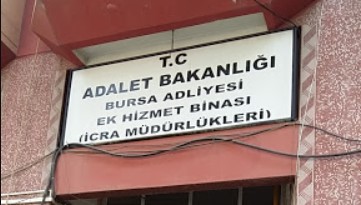 T.C
ADALET BAKANLIĞI
BURSA ADLİYESİ
EK HİZMET BİNASI
(İCRA MÜDÜRLÜKLERİ)